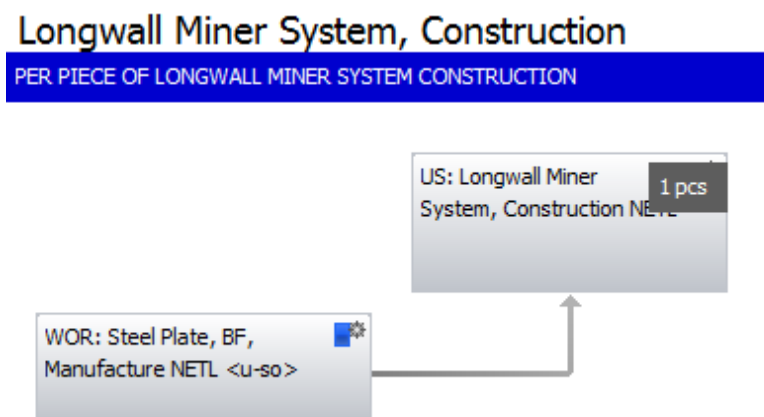 Longwall Miner System, Construction
PER PIECE OF LONGWALL MINER SYSTEM CONSTRUCTION
US: Longwall Miner
1 pcs
System, Construction
WOR: Steel Plate, BF,
Manufacture NETL <u-so>